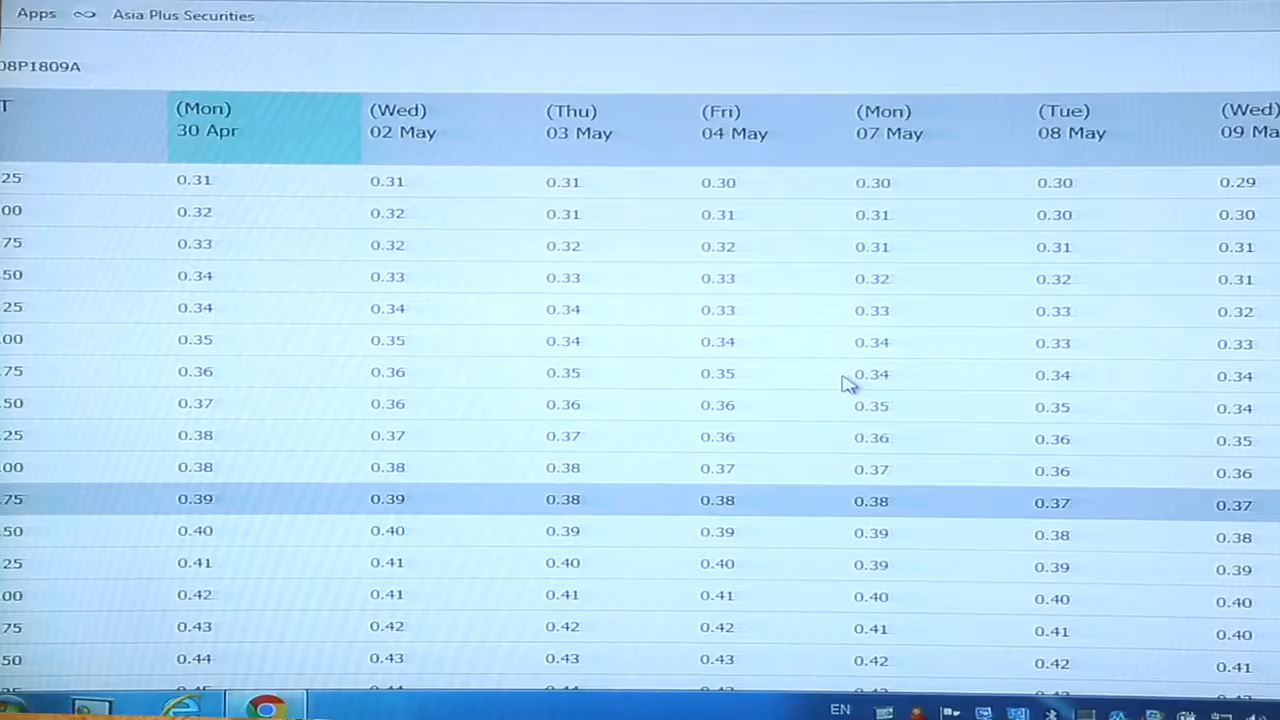 Apps Asia Plus Securities
08P1809A
T (Mon) (Wed) (Thu) (Fri) (Mon) (Tue) (Wed)
30 Apr 02 May 03 May 04 May 07 May 08 May 09 Ma
25 0.31 0.31 0.31 0.30 0.30 0.30 0.29
00 0.32 0.32 0.31 0.31 0.31 0.30 0.30
75 0.33 0.32 0.32 0.32 0.31 0.31 0.31
50 0.34 0.33 0.33 0.33 0.32 0.32 0.31
25 0.34 0.34 0.34 0.33 0.33 0.33 0.32
00 0.35 0.35 0.34 0.34 0.34 0.33 0.33
75 0.36 0.36 0.35 0.35 0.34 0.34 0.34
50 0.37 0.36 0.36 0.36 0.35 0.35 0.34
25 0.38 0.37 0.37 0.36 0.36 0.36 0.35
00 0.38 0.38 0.38 0.37 0.37 0.36 0.36
75 0.39 0.39 0.38 0.38 0.38 0.37 0.37
50 0.40 0.40 0.39 0.39 0.39 0.38 0.38
25 0.41 0.41 0.40 0.40 0.39 0.39 0.39
00 0.42 0.41 0.41 0.41 0.40 0.40 0.40
75 0.43 0.42 0.42 0.42 0.41 0.41 0.40
50 0.44 0.43 0.43 0.43 0.42 0.42 0.41
EN